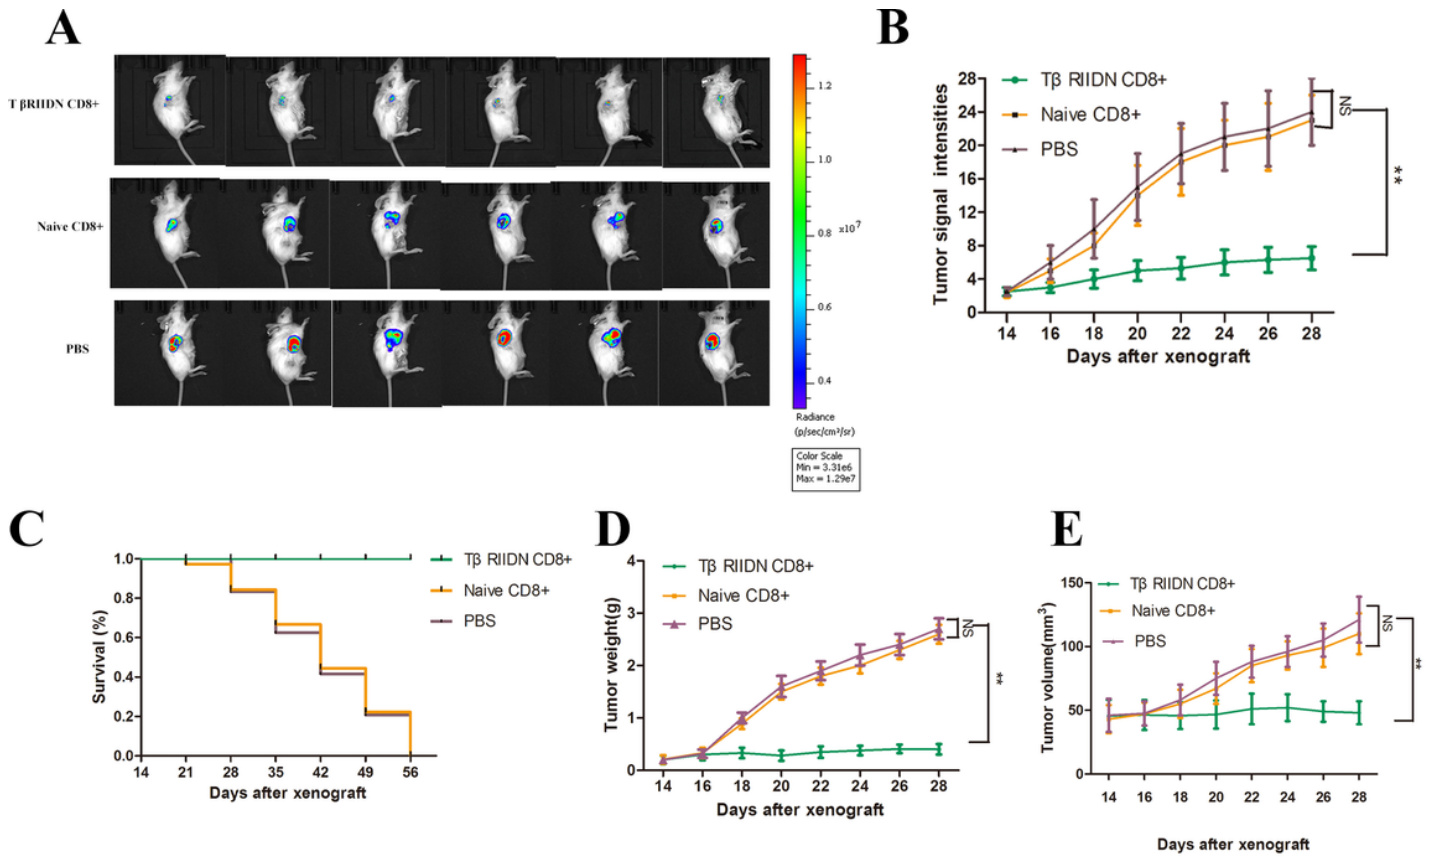 A
T βRIIDN CD8+
Naive CD8+
PBS
1.2
1.0
0.8
x10⁷
0.6
0.4
Radiance
(p/sec/cm²/sr)
Color Scale
Min = 3.31e6
Max = 1.29e7
B
Tβ RIIDN CD8+
Naive CD8+
PBS
Tumor signal intensities
28
24
20
16
12
8
4
0
14 16 18 20 22 24 26 28
Days after xenograft
NS
**
C
Tβ RIIDN CD8+
Naive CD8+
PBS
Survival (%)
1.0
0.8
0.6
0.4
0.2
0.0
14 21 28 35 42 49 56
Days after xenograft
D
Tβ RIIDN CD8+
Naive CD8+
PBS
Tumor weight(g)
4
3
2
1
0
14 16 18 20 22 24 26 28
Days after xenograft
NS
**
E
Tβ RIIDN CD8+
Naive CD8+
PBS
Tumor volume(mm³)
150
100
50
0
14 16 18 20 22 24 26 28
Days after xenograft
NS
**